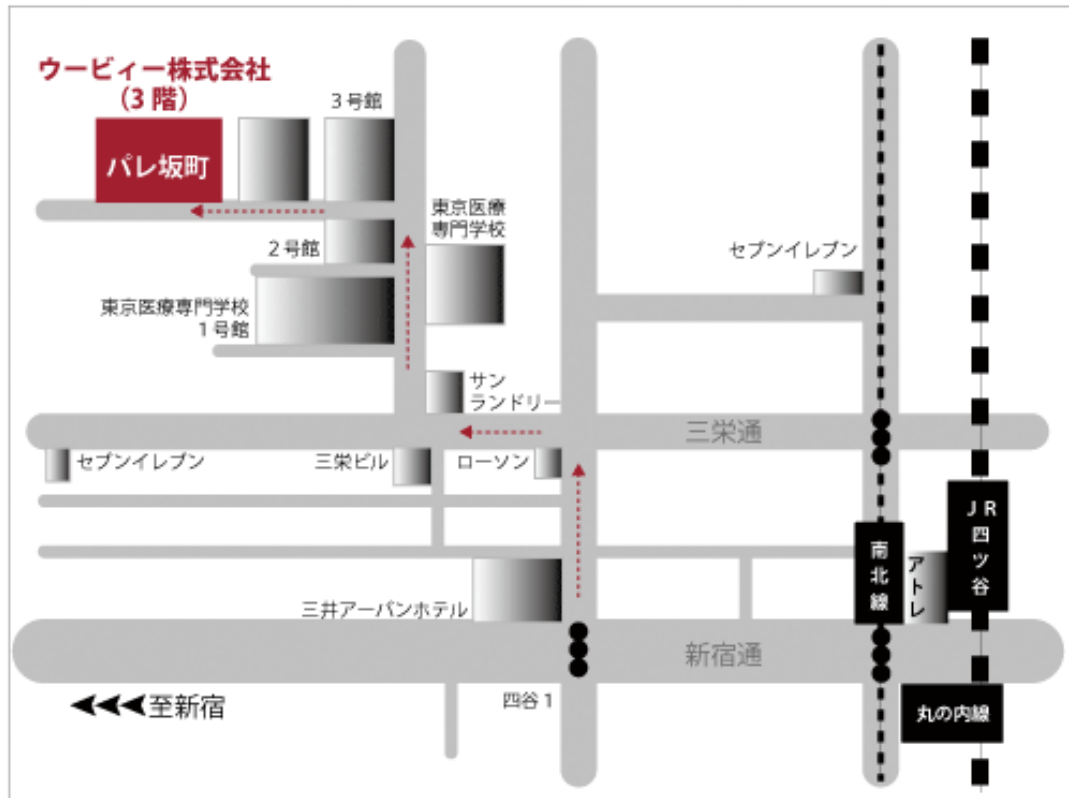 ウービィー株式会社
(3 階)
パレ坂町
3 号館
2 号館
東京医療
専門学校
東京医療専門学校
1 号館
セブンイレブン
サン
ランドリー
三栄通
セブンイレブン
三栄ビル
ローソン
JR四ツ谷
南北線
アトレ
三井アーバンホテル
新宿通
至新宿
四谷 1
丸の内線